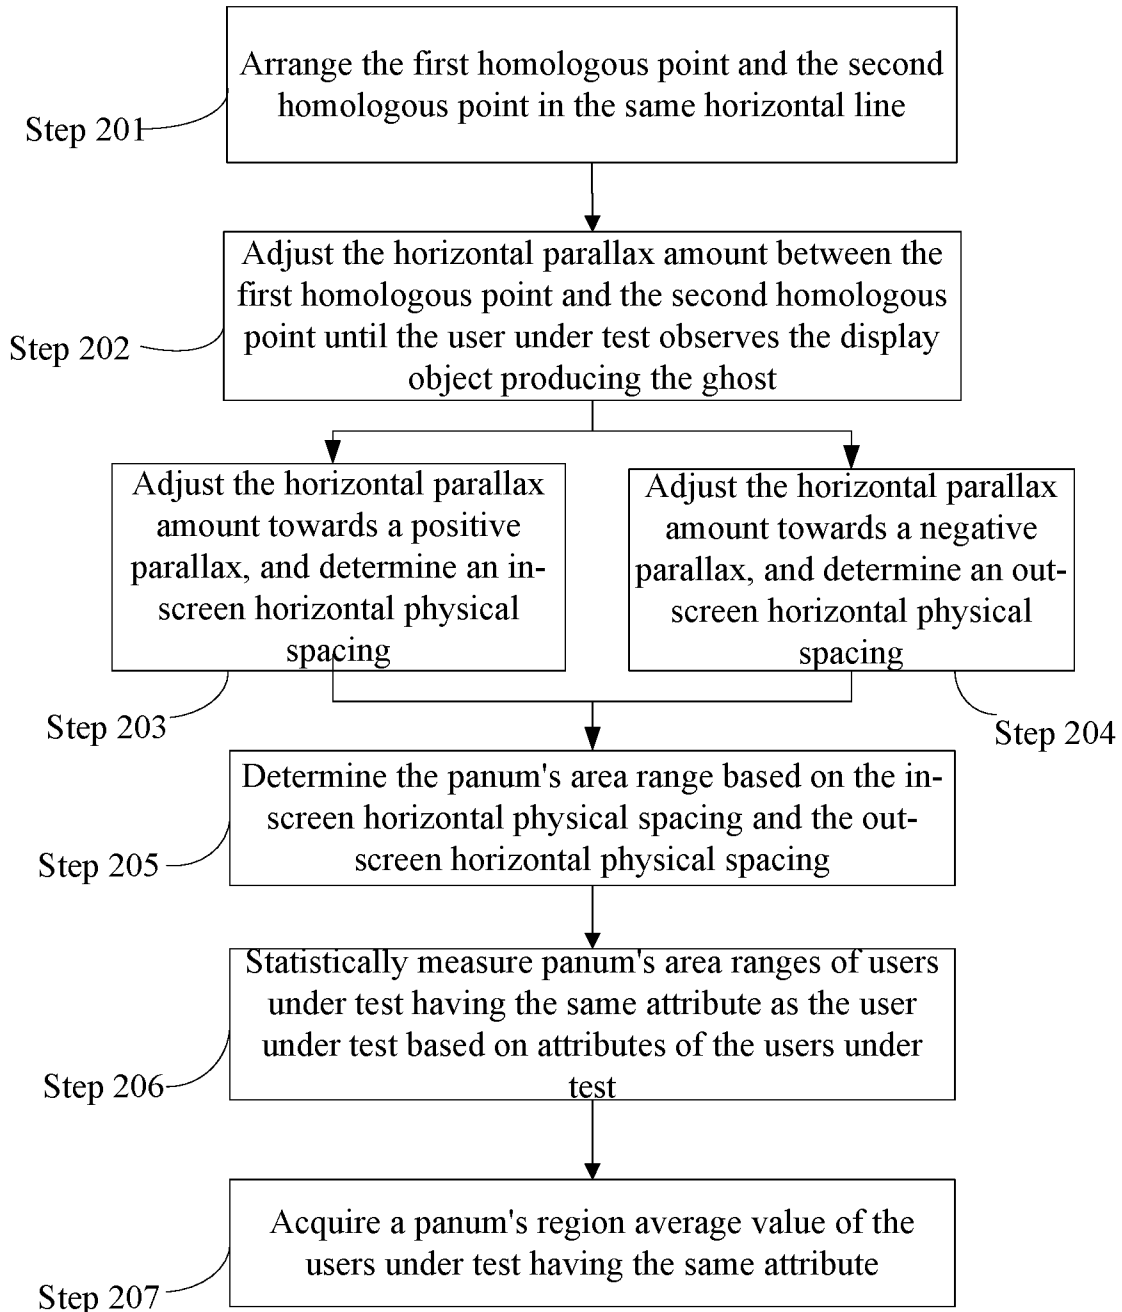 Arrange the first homologous point and the second
homologous point in the same horizontal line
Step 201
Adjust the horizontal parallax amount between the
first homologous point and the second homologous
point until the user under test observes the display
object producing the ghost
Step 202
Adjust the horizontal parallax
amount towards a positive
parallax, and determine an in-
screen horizontal physical
spacing
Step 203
Adjust the horizontal parallax
amount towards a negative
parallax, and determine an out-
screen horizontal physical
spacing
Step 204
Determine the panum's area range based on the in-
screen horizontal physical spacing and the out-
screen horizontal physical spacing
Step 205
Statistically measure panum's area ranges of users
under test having the same attribute as the user
under test based on attributes of the users under
test
Step 206
Acquire a panum's region average value of the
users under test having the same attribute
Step 207